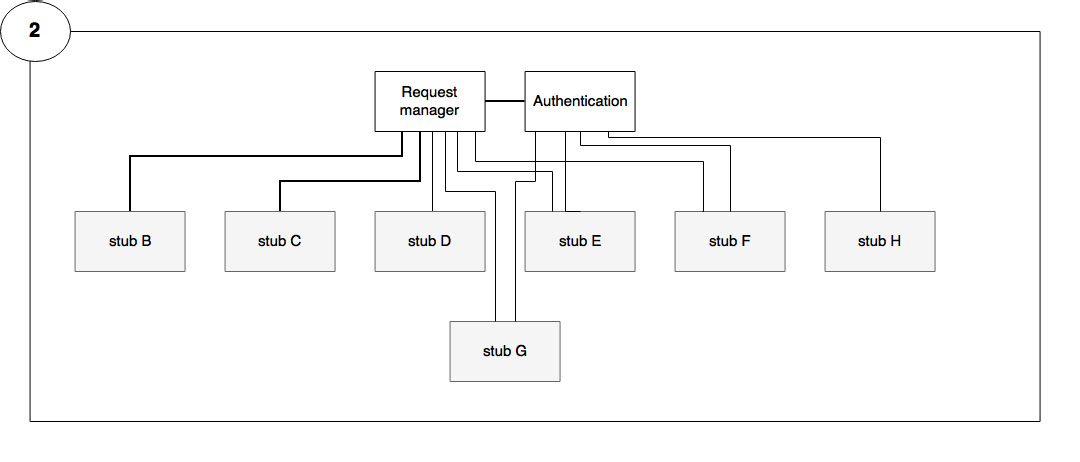 2
Request
manager
Authentication
stub B
stub C
stub D
stub E
stub F
stub H
stub G